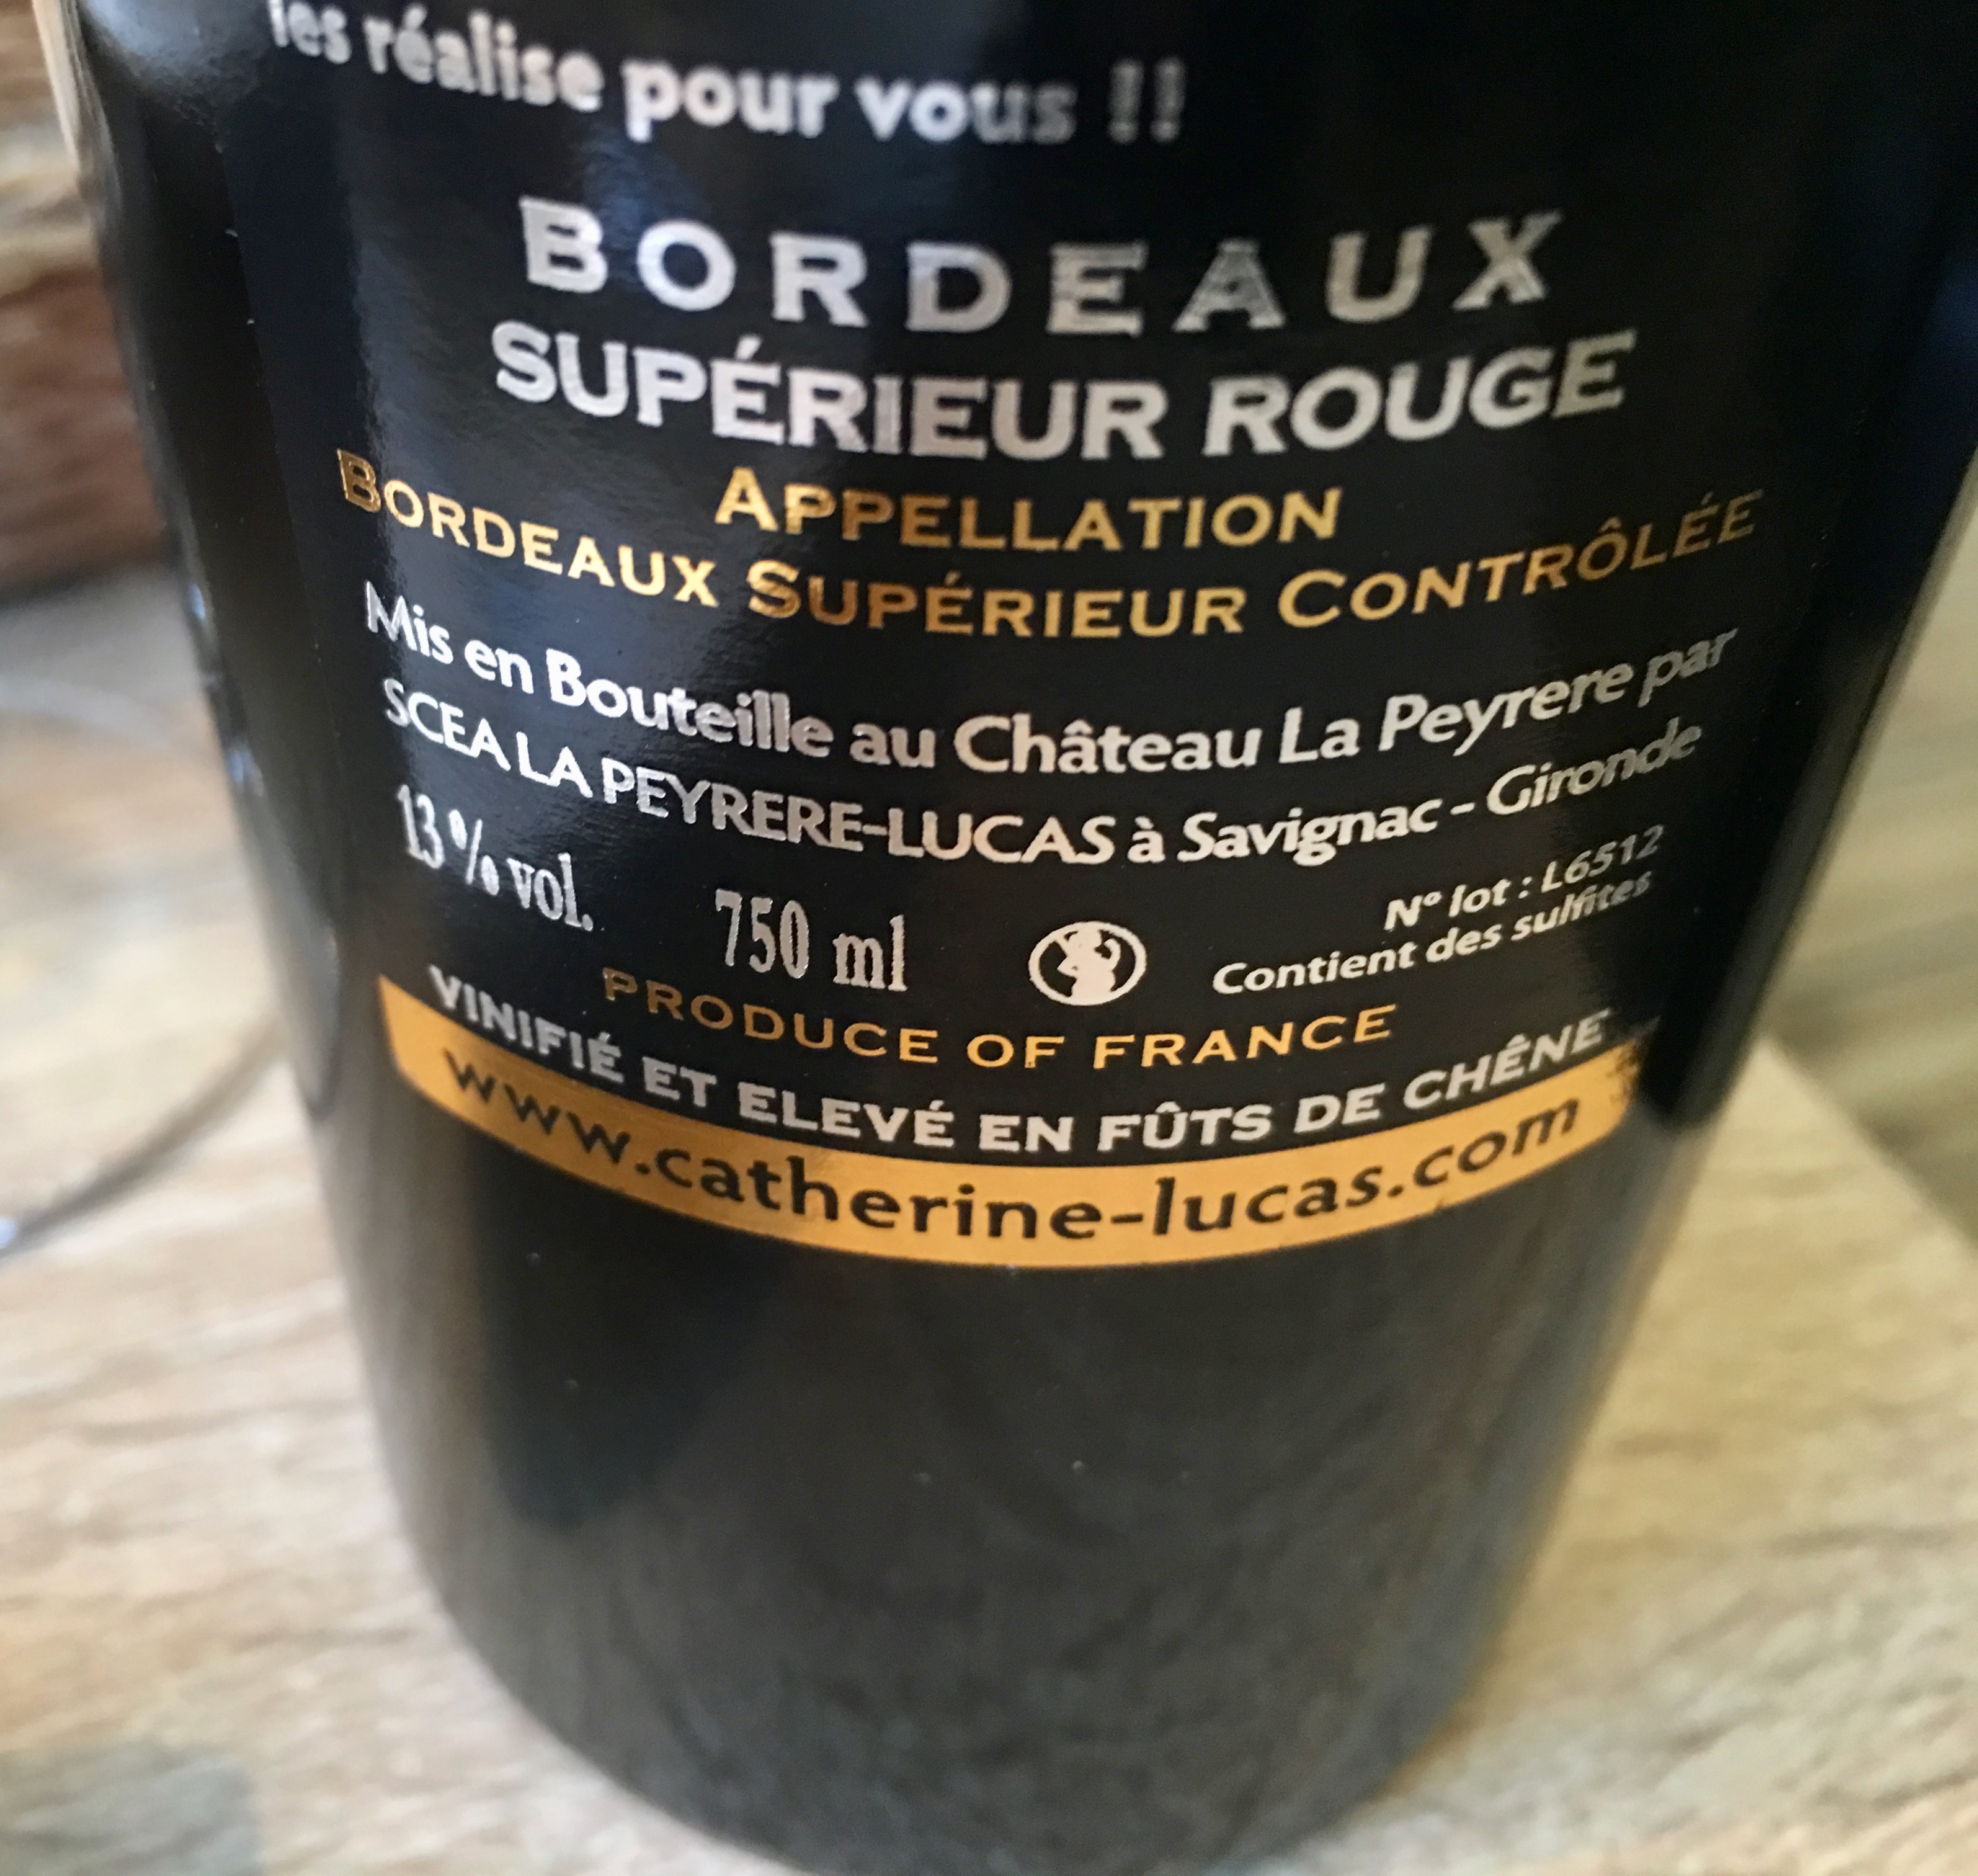 les réalise pour vous !!
BORDEAUX
SUPÉRIEUR ROUGE
APPELLATION
BORDEAUX SUPÉRIEUR CONTRÔLÉE
Mis en Bouteille au Château La Peyrere par
SCEA LA PEYRERE-LUCAS à Savignac - Gironde
13 % vol.
750 ml
N° lot : L6512
Contient des sulfites
PRODUCE OF FRANCE
VINIFIÉ ET ELEVÉ EN FÛTS DE CHÊNE
www.catherine-lucas.com